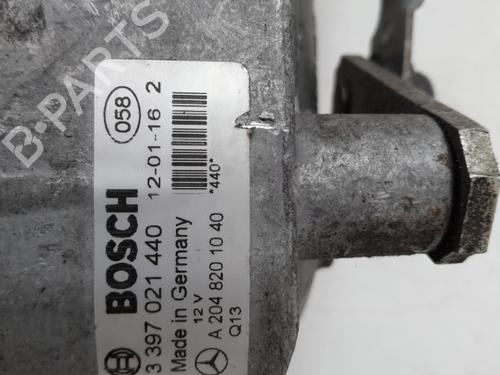 058
12-01-16 2
*440*
BOSCH
3 397 021 440
Made in Germany
12 V
A 204 820 10 40
Q13
B-PARTS